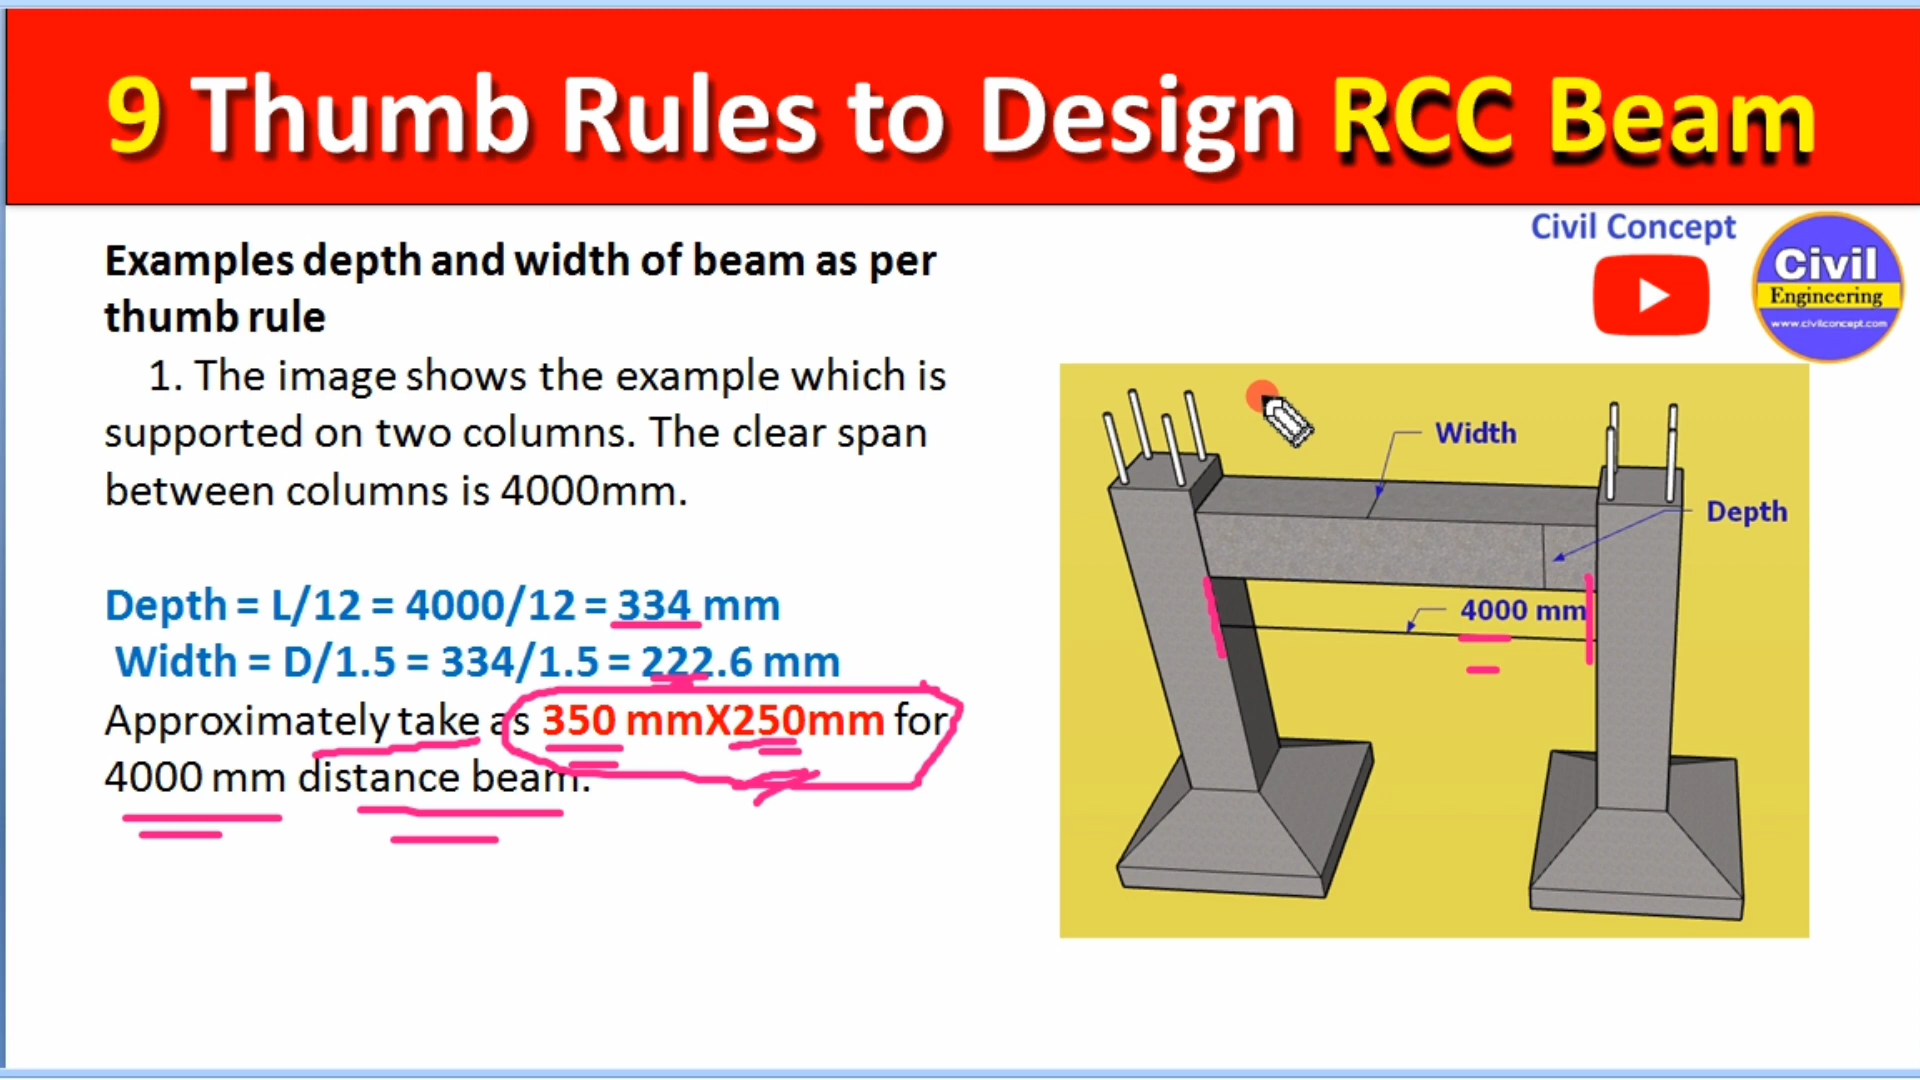 9 Thumb Rules to Design RCC Beam
Civil Concept
Civil
Engineering
www.civilconcept.com
Examples depth and width of beam as per
thumb rule
1. The image shows the example which is
supported on two columns. The clear span
between columns is 4000mm.
Depth = L/12 = 4000/12 = 334 mm
Width = D/1.5 = 334/1.5 = 222.6 mm
Approximately take as 350 mmX250mm for
4000 mm distance beam.
Width
Depth
4000 mm